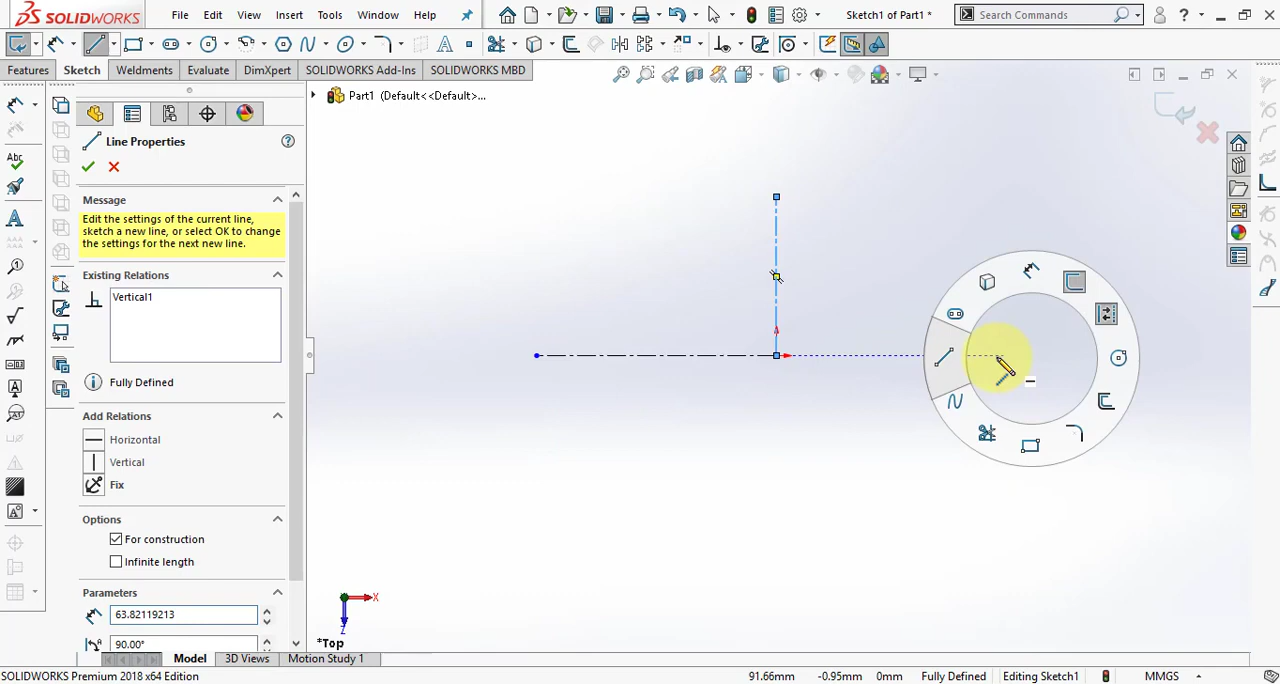 SOLIDWORKS
File Edit View Insert Tools Window Help
Sketch1 of Part1 *
Search Commands
Features Sketch Weldments Evaluate DimXpert SOLIDWORKS Add-Ins SOLIDWORKS MBD
Part1 (Default<<Default>...
Line Properties
Message
Edit the settings of the current line,
sketch a new line, or select OK to change
the settings for the next new line.
Existing Relations
Vertical1
Fully Defined
Add Relations
Horizontal
Vertical
Fix
Options
For construction
Infinite length
Parameters
63.82119213
90.00°
X
Z
*Top
Model 3D Views Motion Study 1
SOLIDWORKS Premium 2018 x64 Edition
91.66mm -0.95mm 0mm Fully Defined Editing Sketch1 MMGS